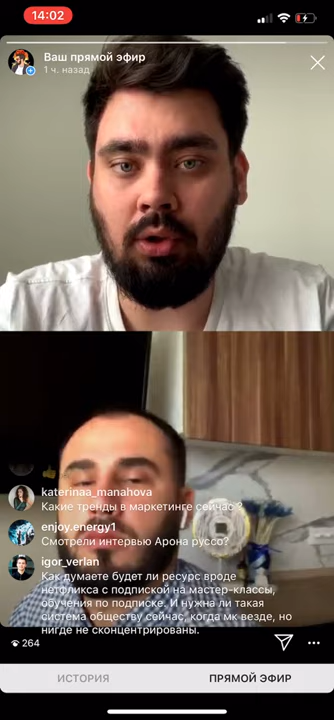 14:02
Ваш прямой эфир
1 ч. назад
katerinaa_manahova
Какие тренды в маркетинге сейчас?
enjoy.energy1
Смотрели интервью Арона руссо?
igor_verlan
Как думаете будет ли ресурс вроде
нетфликса с подпиской на мастер-классы,
обучения по подписке. И нужна ли такая
система обществу сейчас, когда мк везде, но
нигде не сконцентрированы.
264
ИСТОРИЯ
ПРЯМОЙ ЭФИР